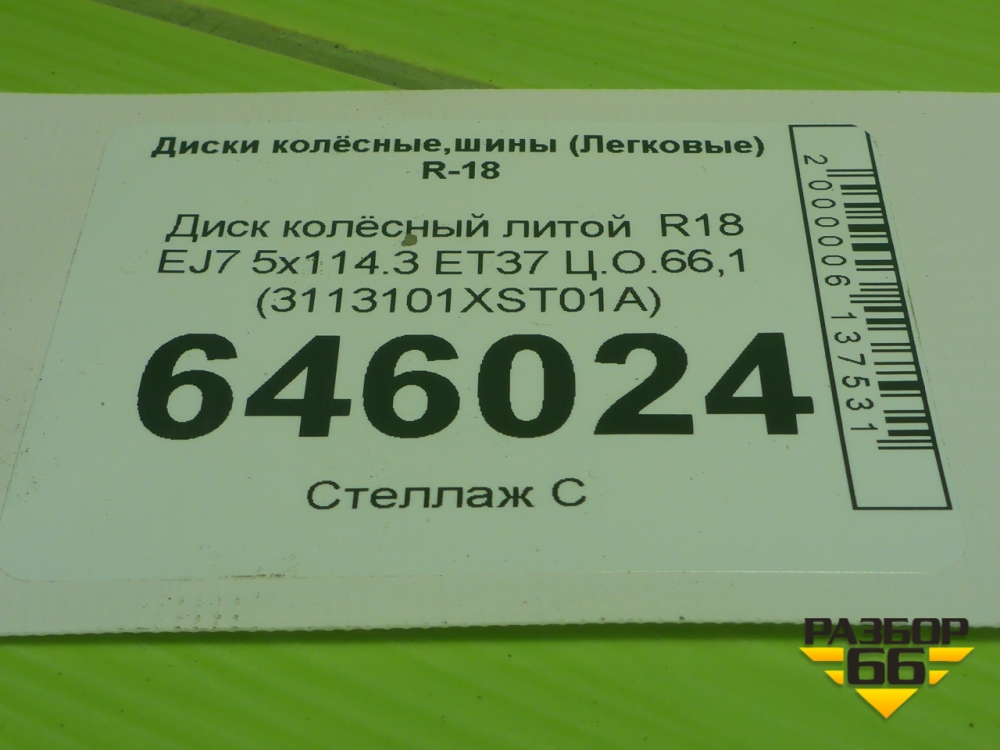 Диски колёсные,шины (Легковые)
R-18
Диск колёсный литой R18
EJ7 5x114.3 ET37 Ц.О.66,1
(3113101XST01A)
646024
Стеллаж С
2000006137531
РАЗБОР
66